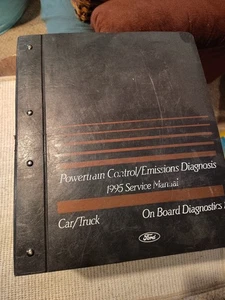 Powertrain Control/Emissions Diagnosis
1995 Service Manual
Car/Truck
On Board Diagnostics
Ford